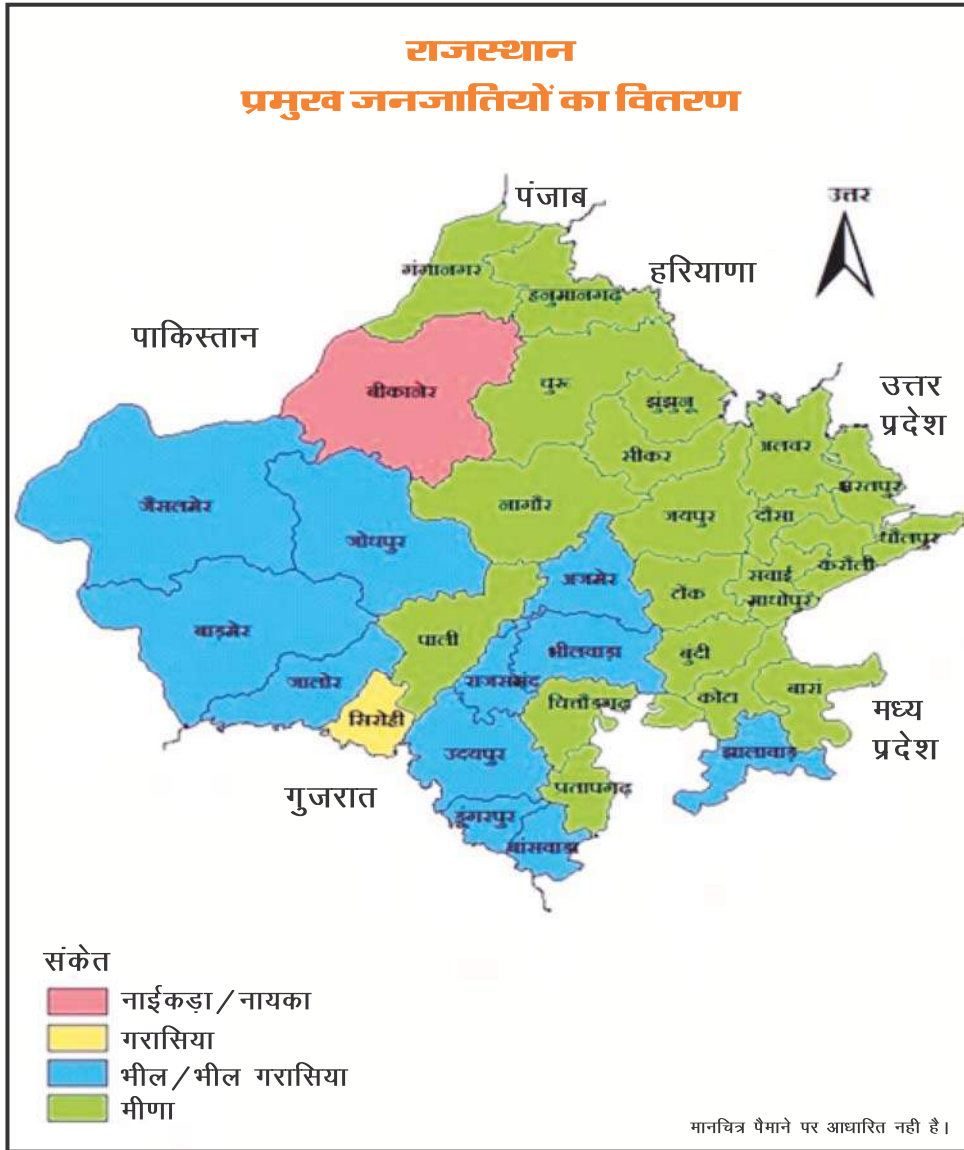 राजस्थान
प्रमुख जनजातियों का वितरण
पंजाब
उत्तर
हरियाणा
गंगानगर
हनुमानगढ़
पाकिस्तान
बीकानेर
चुरू
झुंझुनू
उत्तर
प्रदेश
सीकर
अलवर
भरतपुर
जैसलमेर
नागौर
जयपुर
दौसा
धौलपुर
जोधपुर
अजमेर
टोंक
सवाई
माधोपुर
करौली
बाड़मेर
पाली
भीलवाड़ा
बुंदी
जालोर
राजसमंद
चित्तौड़गढ़
कोटा
बारां
मध्य
प्रदेश
सिरोही
उदयपुर
झालावाड़
गुजरात
प्रतापगढ़
डूंगरपुर
बांसवाड़ा
संकेत
नाईकड़ा/नायका
गरासिया
भील/भील गरासिया
मीणा
मानचित्र पैमाने पर आधारित नही है।